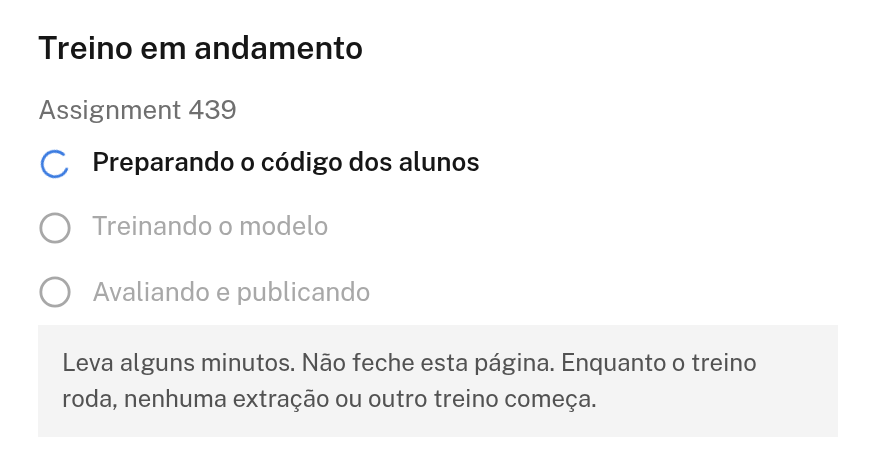 Treino em andamento
Assignment 439
Preparando o código dos alunos
Treinando o modelo
Avaliando e publicando
Leva alguns minutos. Não feche esta página. Enquanto o treino
roda, nenhuma extração ou outro treino começa.